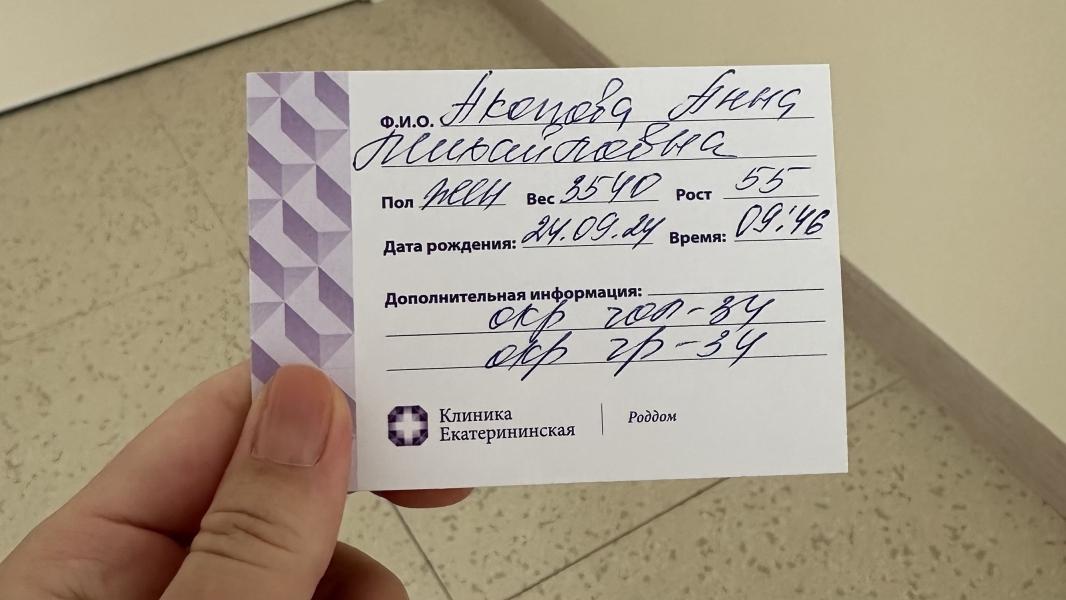 Ф.И.О. Акопова Анна
Михайловна
Пол жен Вес 3540 Рост 55
Дата рождения: 24.09.24 Время: 09:46
Дополнительная информация:
окр гол-34
окр гр-34
Клиника
Екатерининская
Роддом